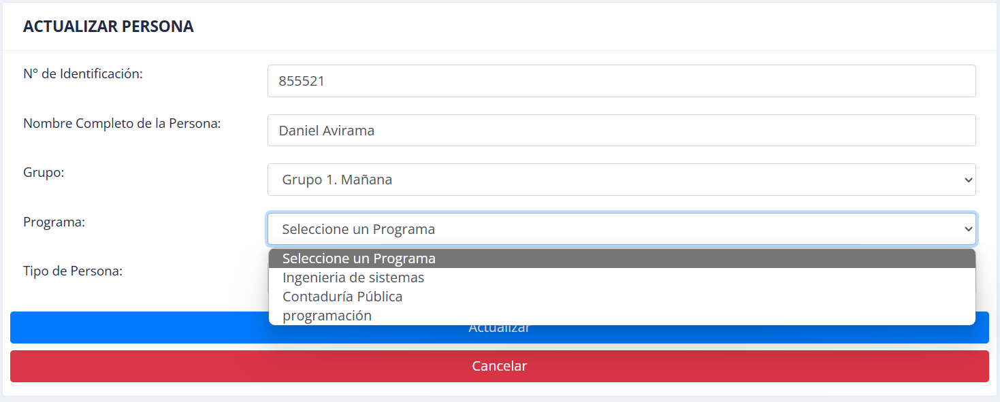 ACTUALIZAR PERSONA
Nº de Identificación:
855521
Nombre Completo de la Persona:
Daniel Avirama
Grupo:
Grupo 1. Mañana
Programa:
Seleccione un Programa
Seleccione un Programa
Ingenieria de sistemas
Contaduría Pública
programación
Tipo de Persona:
Actualizar
Cancelar